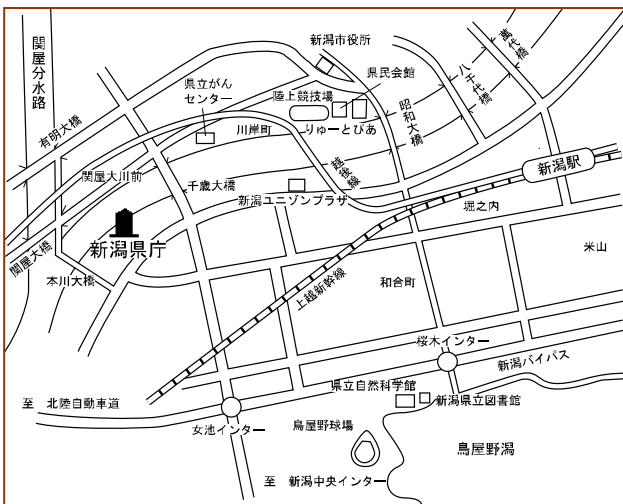 関屋分水路
新潟市役所
萬代橋
八千代橋
県民会館
県立がん
センター
陸上競技場
昭和大橋
りゅーとぴあ
有明大橋
川岸町
越後線
新潟駅
関屋大川前
千歳大橋
新潟ユニゾンプラザ
堀之内
新潟県庁
米山
関屋大橋
本川大橋
上越新幹線
和合町
桜木インター
新潟バイパス
県立自然科学館
新潟県立図書館
至 北陸自動車道
女池インター
鳥屋野球場
鳥屋野潟
至 新潟中央インター